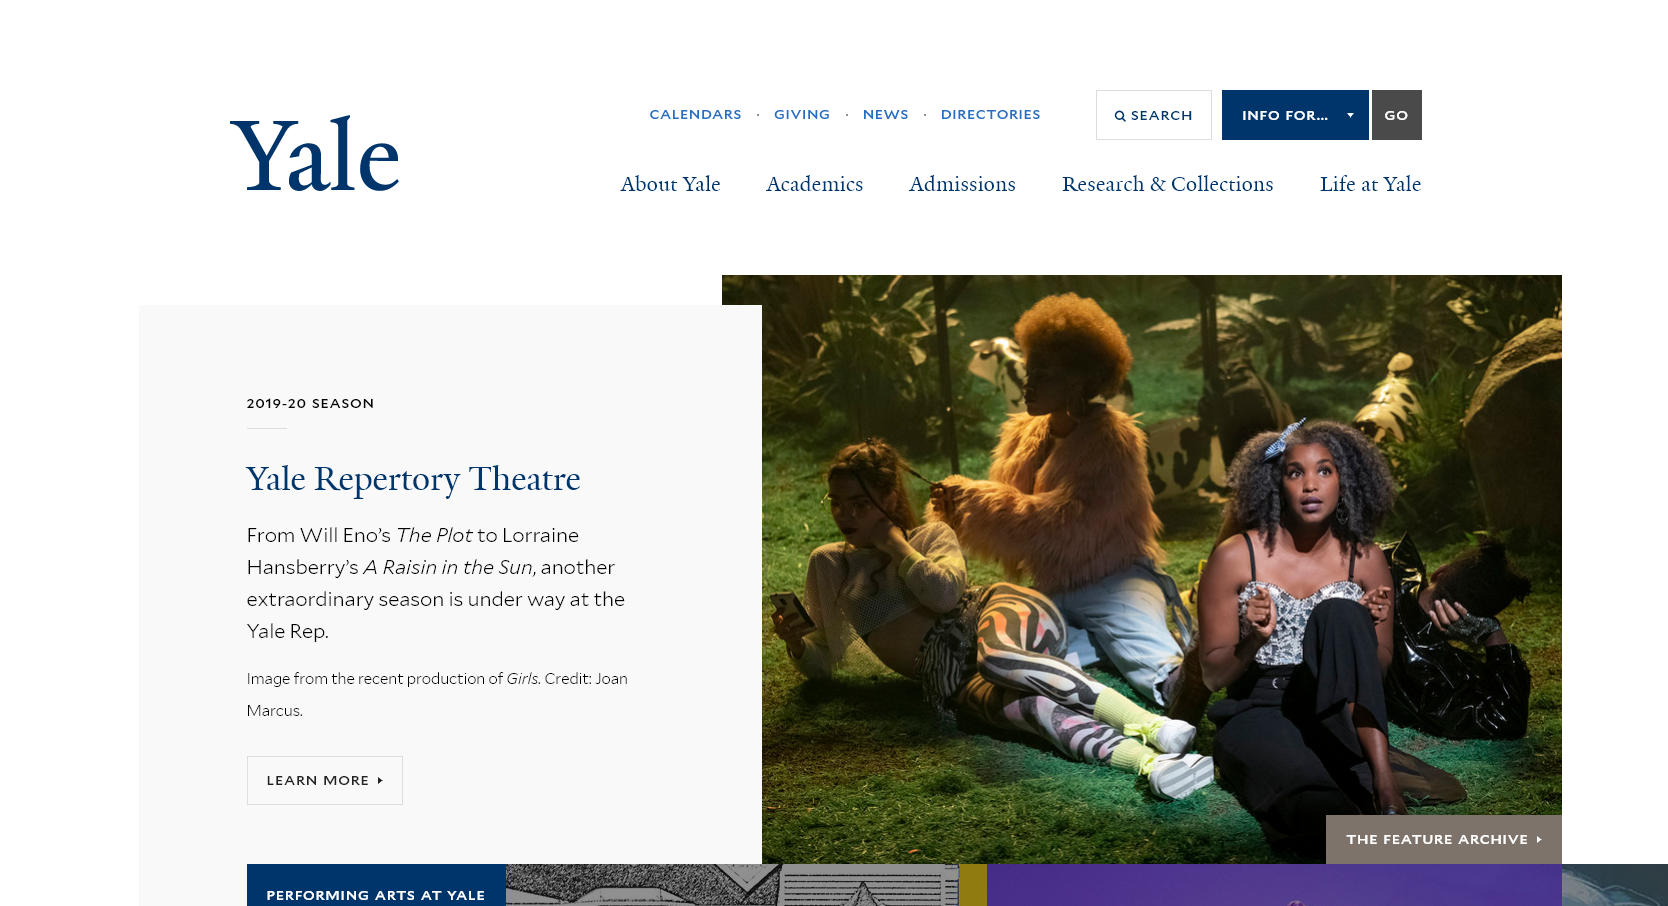 Yale
CALENDARS · GIVING · NEWS · DIRECTORIES
SEARCH
INFO FOR...
GO
About Yale
Academics
Admissions
Research & Collections
Life at Yale
2019-20 SEASON
Yale Repertory Theatre
From Will Eno’s The Plot to Lorraine
Hansberry’s A Raisin in the Sun, another
extraordinary season is under way at the
Yale Rep.
Image from the recent production of Girls. Credit: Joan
Marcus.
LEARN MORE
THE FEATURE ARCHIVE
PERFORMING ARTS AT YALE